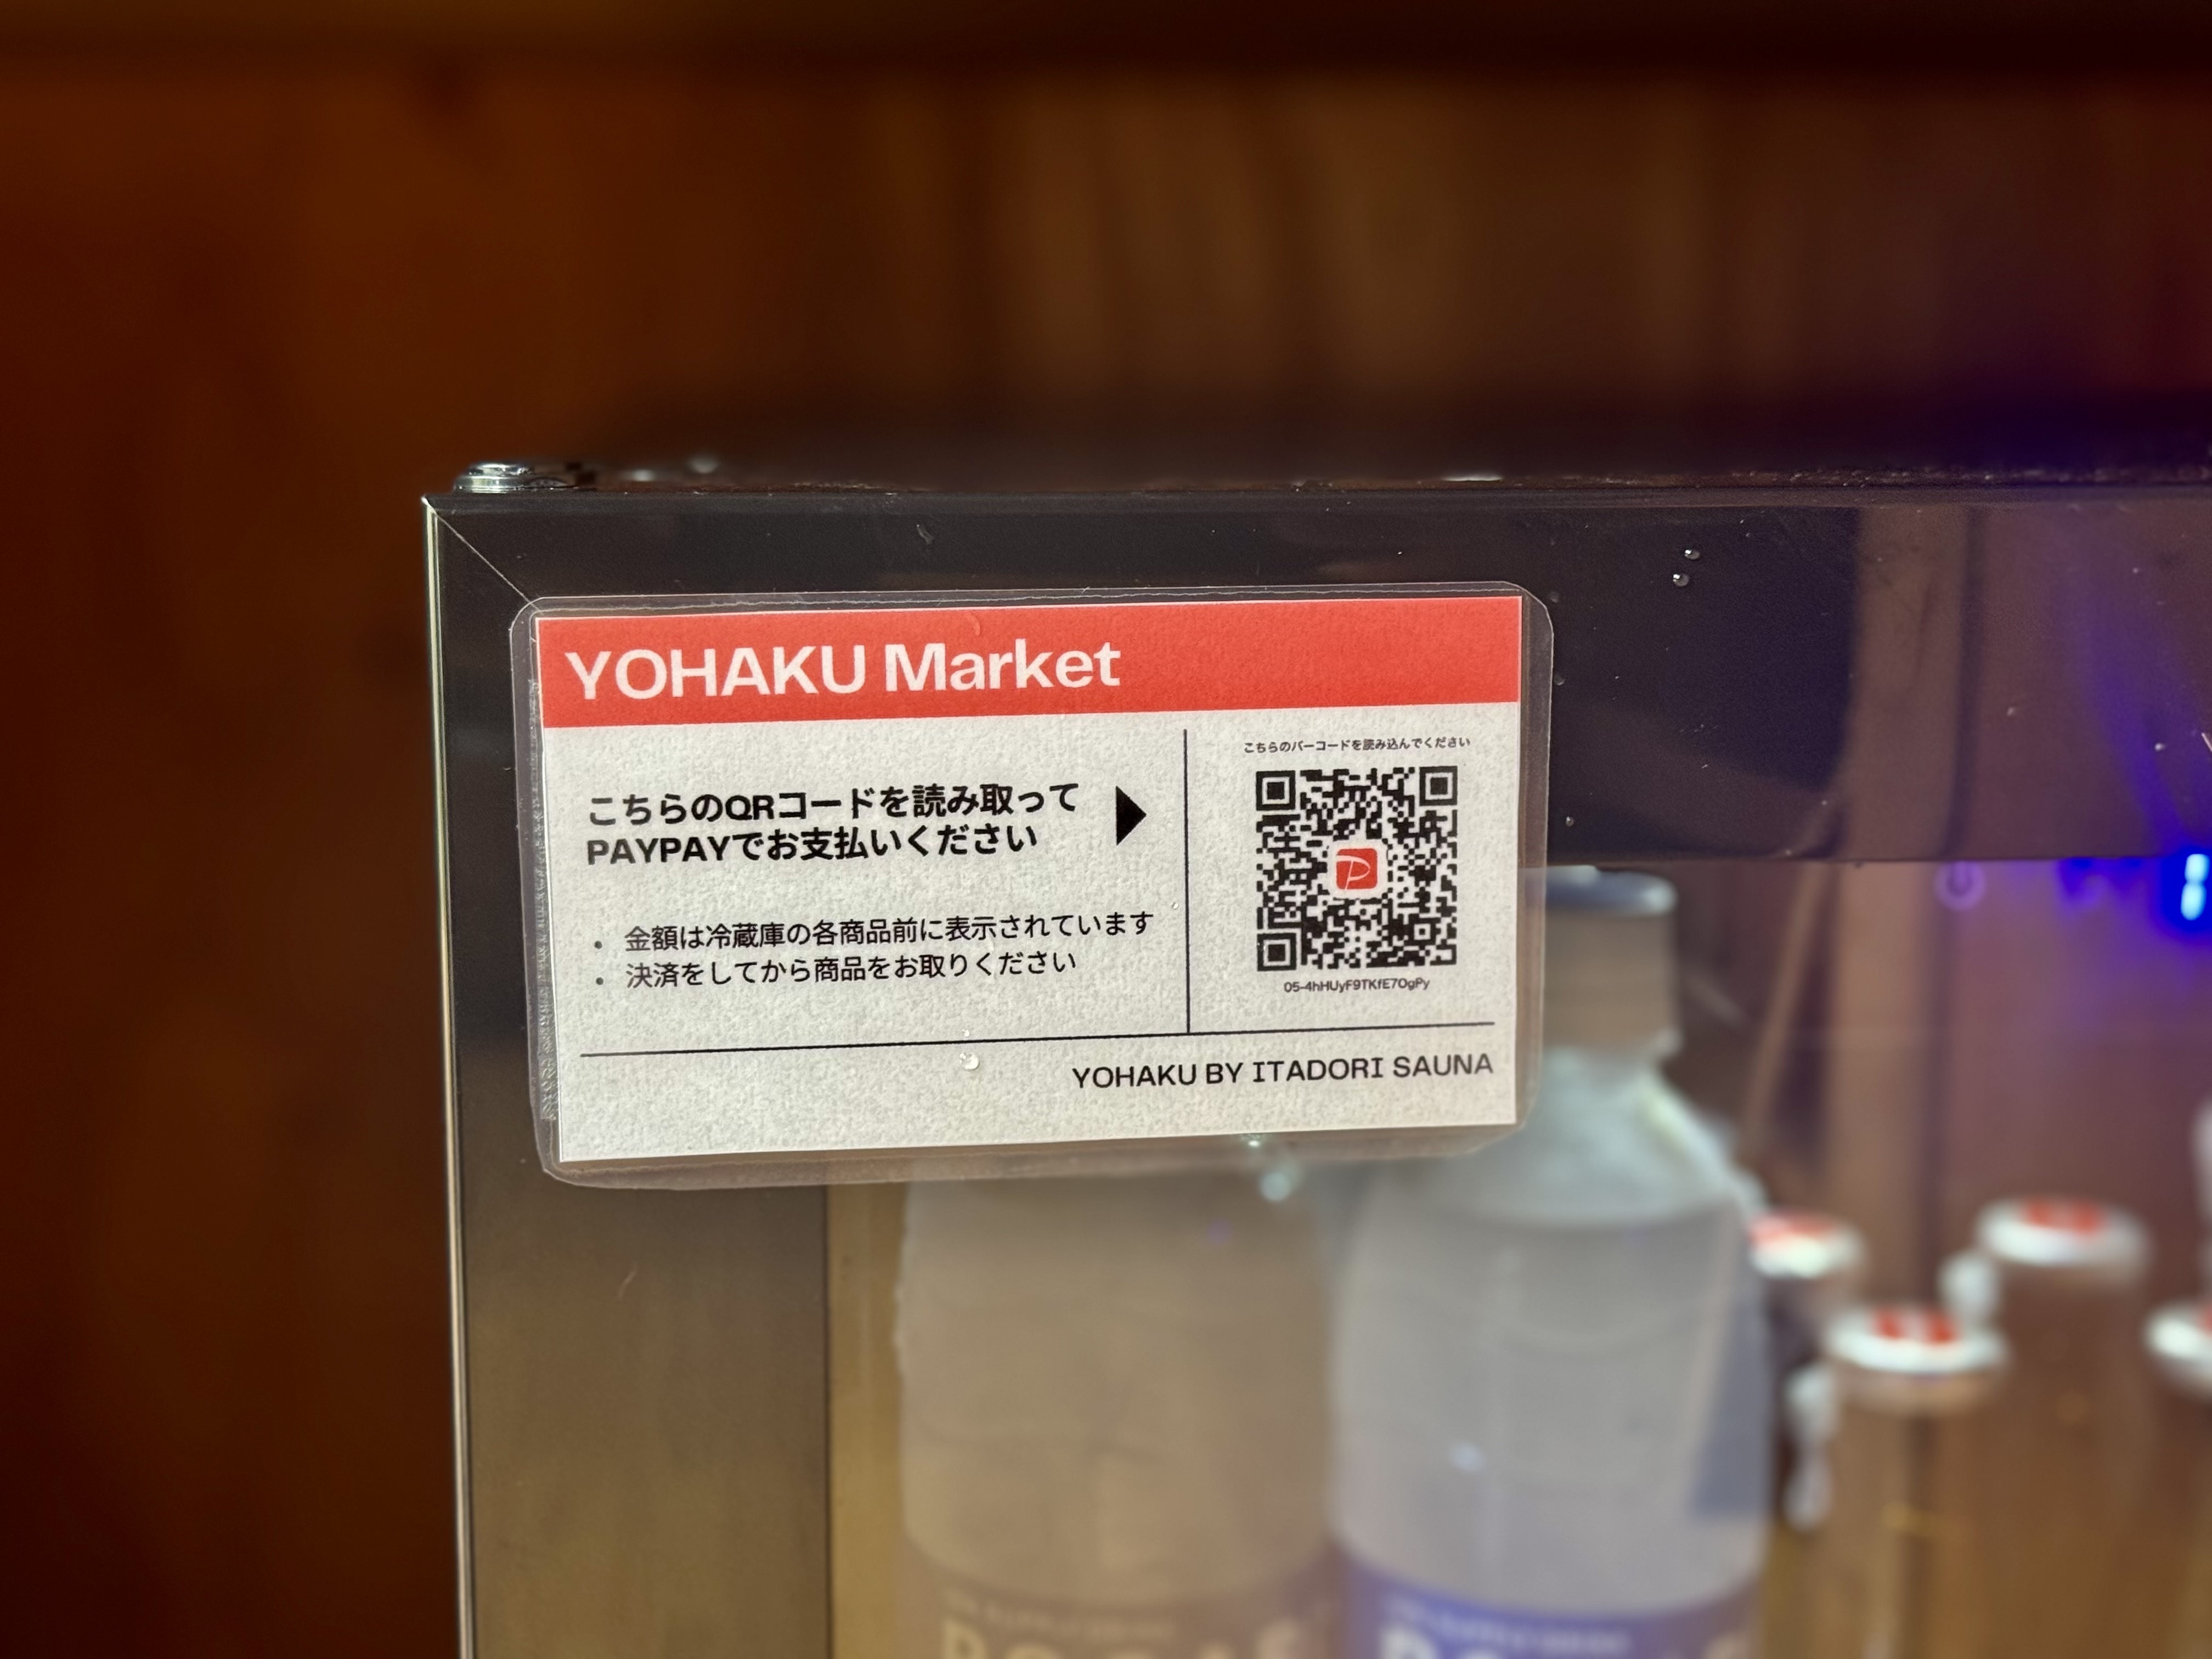 YOHAKU Market
こちらのQRコードを読み取って
PAYPAYでお支払いください
・ 金額は冷蔵庫の各商品前に表示されています
・ 決済をしてから商品をお取りください
こちらのバーコードを読み込んでください
05-4hHUyF9TKfE7OgPy
YOHAKU BY ITADORI SAUNA